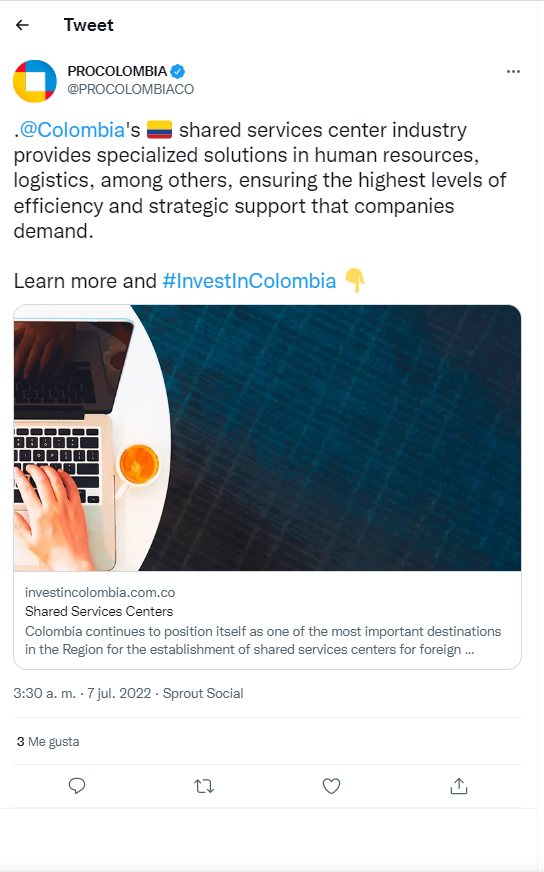 Tweet
PROCOLOMBIA
@PROCOLOMBIACO
.@Colombia's 🇨🇴 shared services center industry
provides specialized solutions in human resources,
logistics, among others, ensuring the highest levels of
efficiency and strategic support that companies
demand.
Learn more and #InvestInColombia 👇
investincolombia.com.co
Shared Services Centers
Colombia continues to position itself as one of the most important destinations
in the Region for the establishment of shared services centers for foreign ...
3:30 a. m. · 7 jul. 2022 · Sprout Social
3 Me gusta